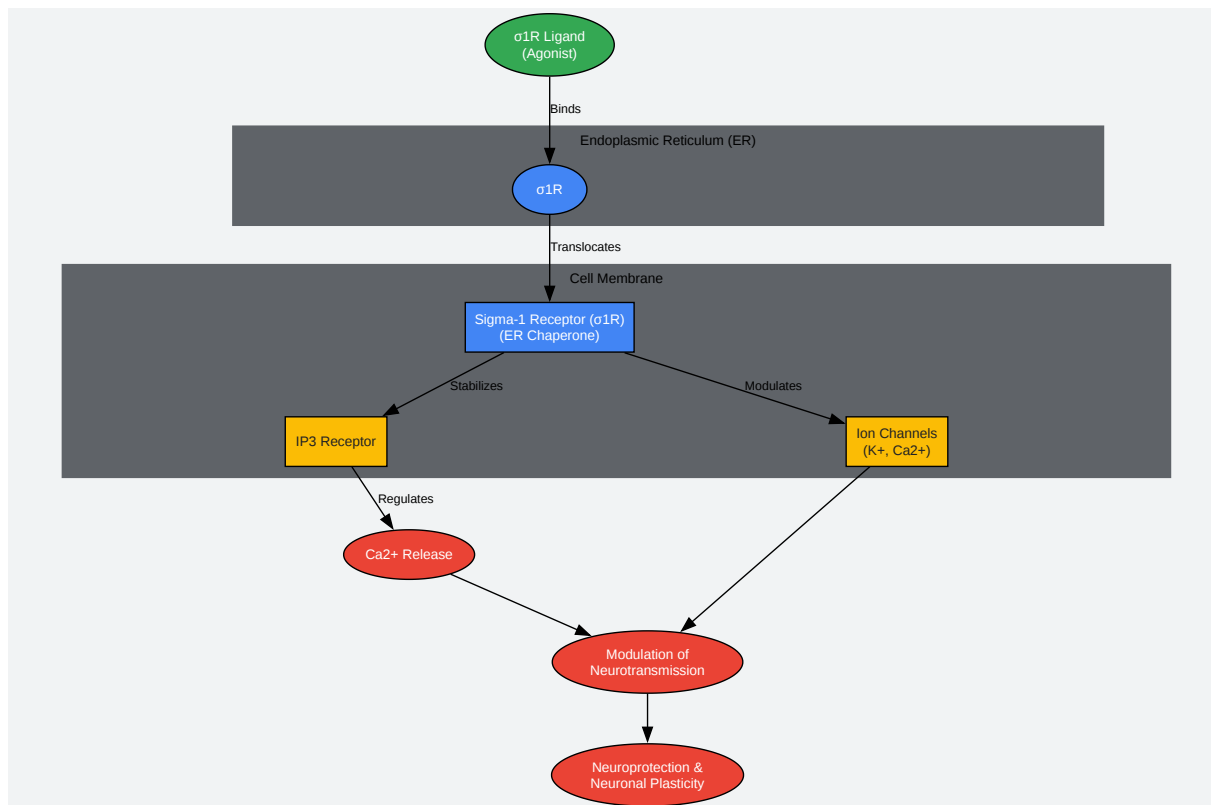 σ1R Ligand
(Agonist)
Binds
Endoplasmic Reticulum (ER)
σ1R
Translocates
Cell Membrane
Sigma-1 Receptor (σ1R)
(ER Chaperone)
Stabilizes
Modulates
IP3 Receptor
Ion Channels
(K+, Ca2+)
Regulates
Ca2+ Release
Modulation of
Neurotransmission
Neuroprotection &
Neuronal Plasticity